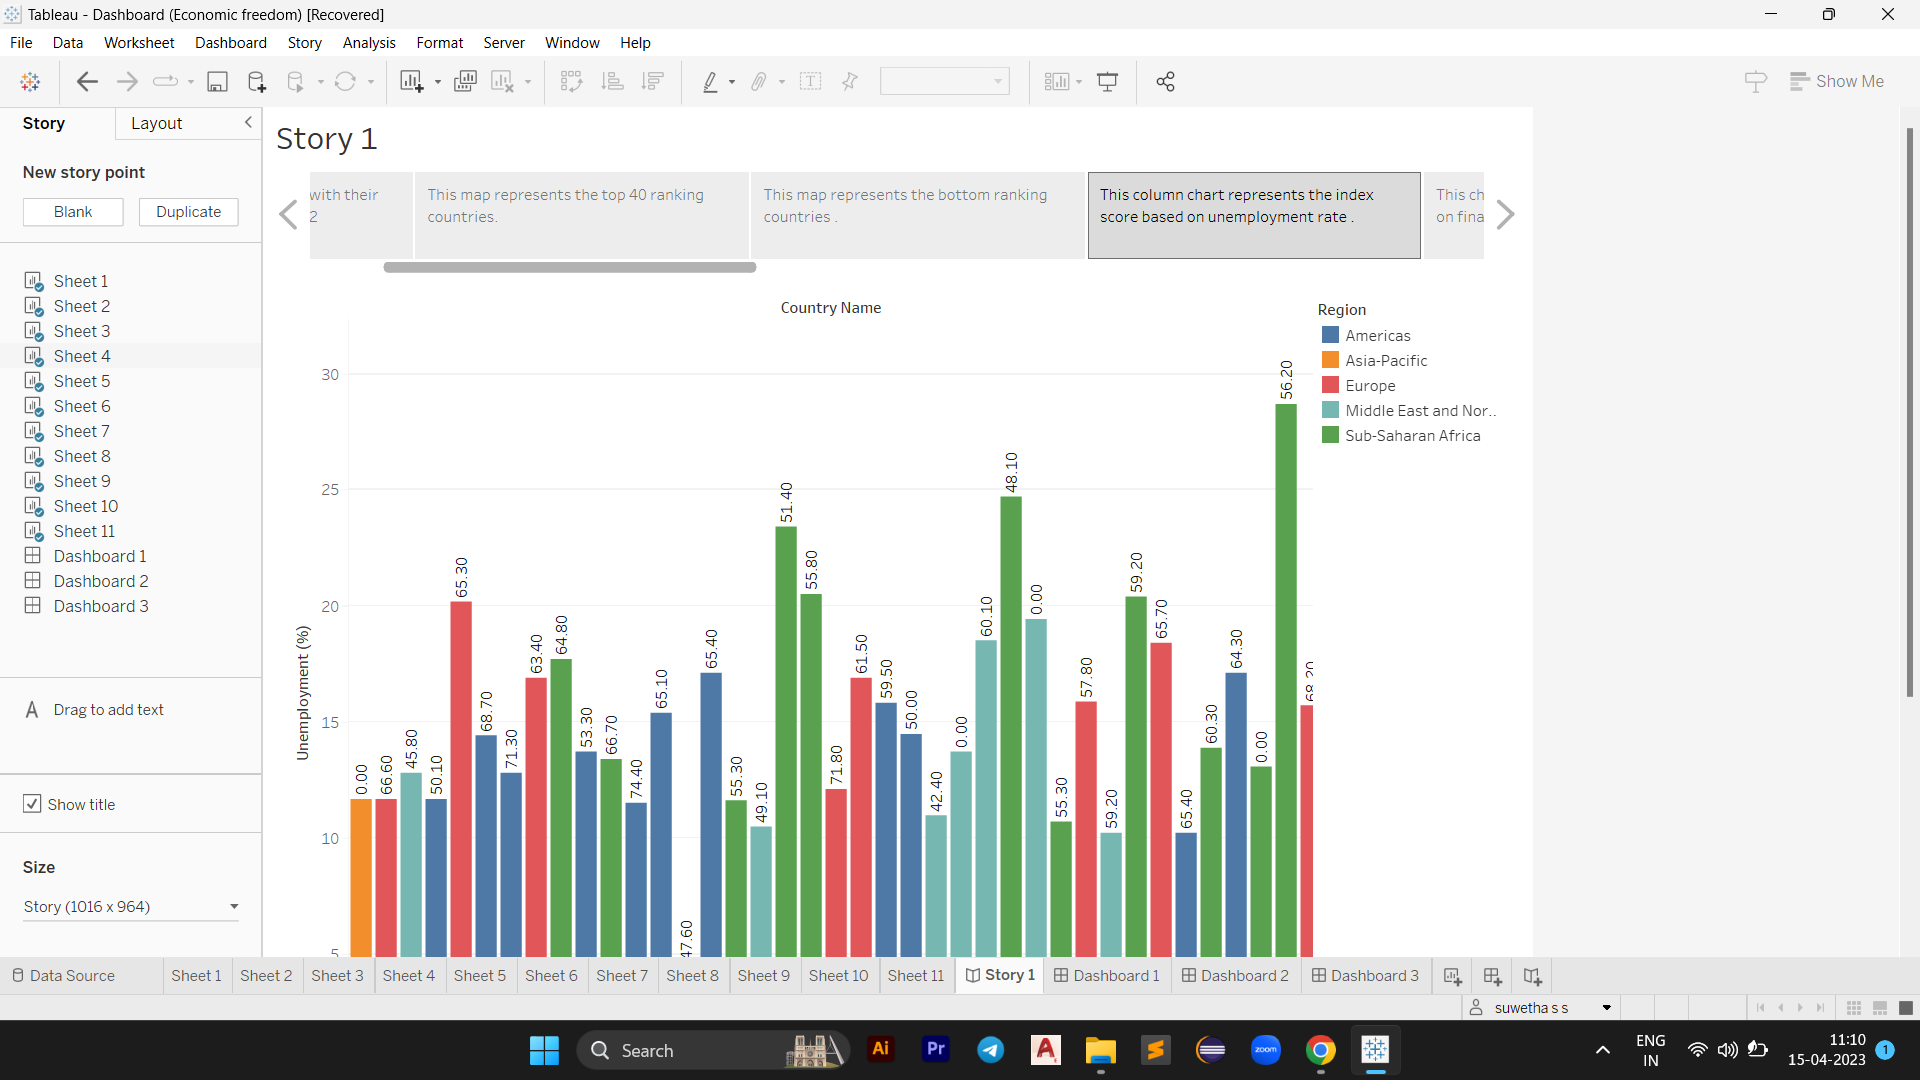 Tableau - Dashboard (Economic freedom) [Recovered]
File Data Worksheet Dashboard Story Analysis Format Server Window Help
Show Me
Story Layout
New story point
Blank Duplicate
Sheet 1
Sheet 2
Sheet 3
Sheet 4
Sheet 5
Sheet 6
Sheet 7
Sheet 8
Sheet 9
Sheet 10
Sheet 11
Dashboard 1
Dashboard 2
Dashboard 3
A Drag to add text
Show title
Size
Story (1016 x 964)
Story 1
with their
2
This map represents the top 40 ranking
countries.
This map represents the bottom ranking
countries .
This column chart represents the index
score based on unemployment rate .
This ch
on fina
Country Name
Region
Americas
Asia-Pacific
Europe
Middle East and Nor..
Sub-Saharan Africa
Unemployment (%)
30
25
20
15
10
5
0.00
66.60
45.80
50.10
65.30
68.70
71.30
63.40
64.80
53.30
66.70
74.40
65.10
47.60
65.40
55.30
49.10
51.40
55.80
71.80
61.50
59.50
50.00
42.40
0.00
60.10
48.10
0.00
55.30
57.80
59.20
59.20
65.70
65.40
60.30
64.30
0.00
56.20
68.20
Data Source Sheet 1 Sheet 2 Sheet 3 Sheet 4 Sheet 5 Sheet 6 Sheet 7 Sheet 8 Sheet 9 Sheet 10 Sheet 11 Story 1 Dashboard 1 Dashboard 2 Dashboard 3
suwetha s s
Search
Ai
Pr
zoom
ENG
IN
11:10
15-04-2023
1